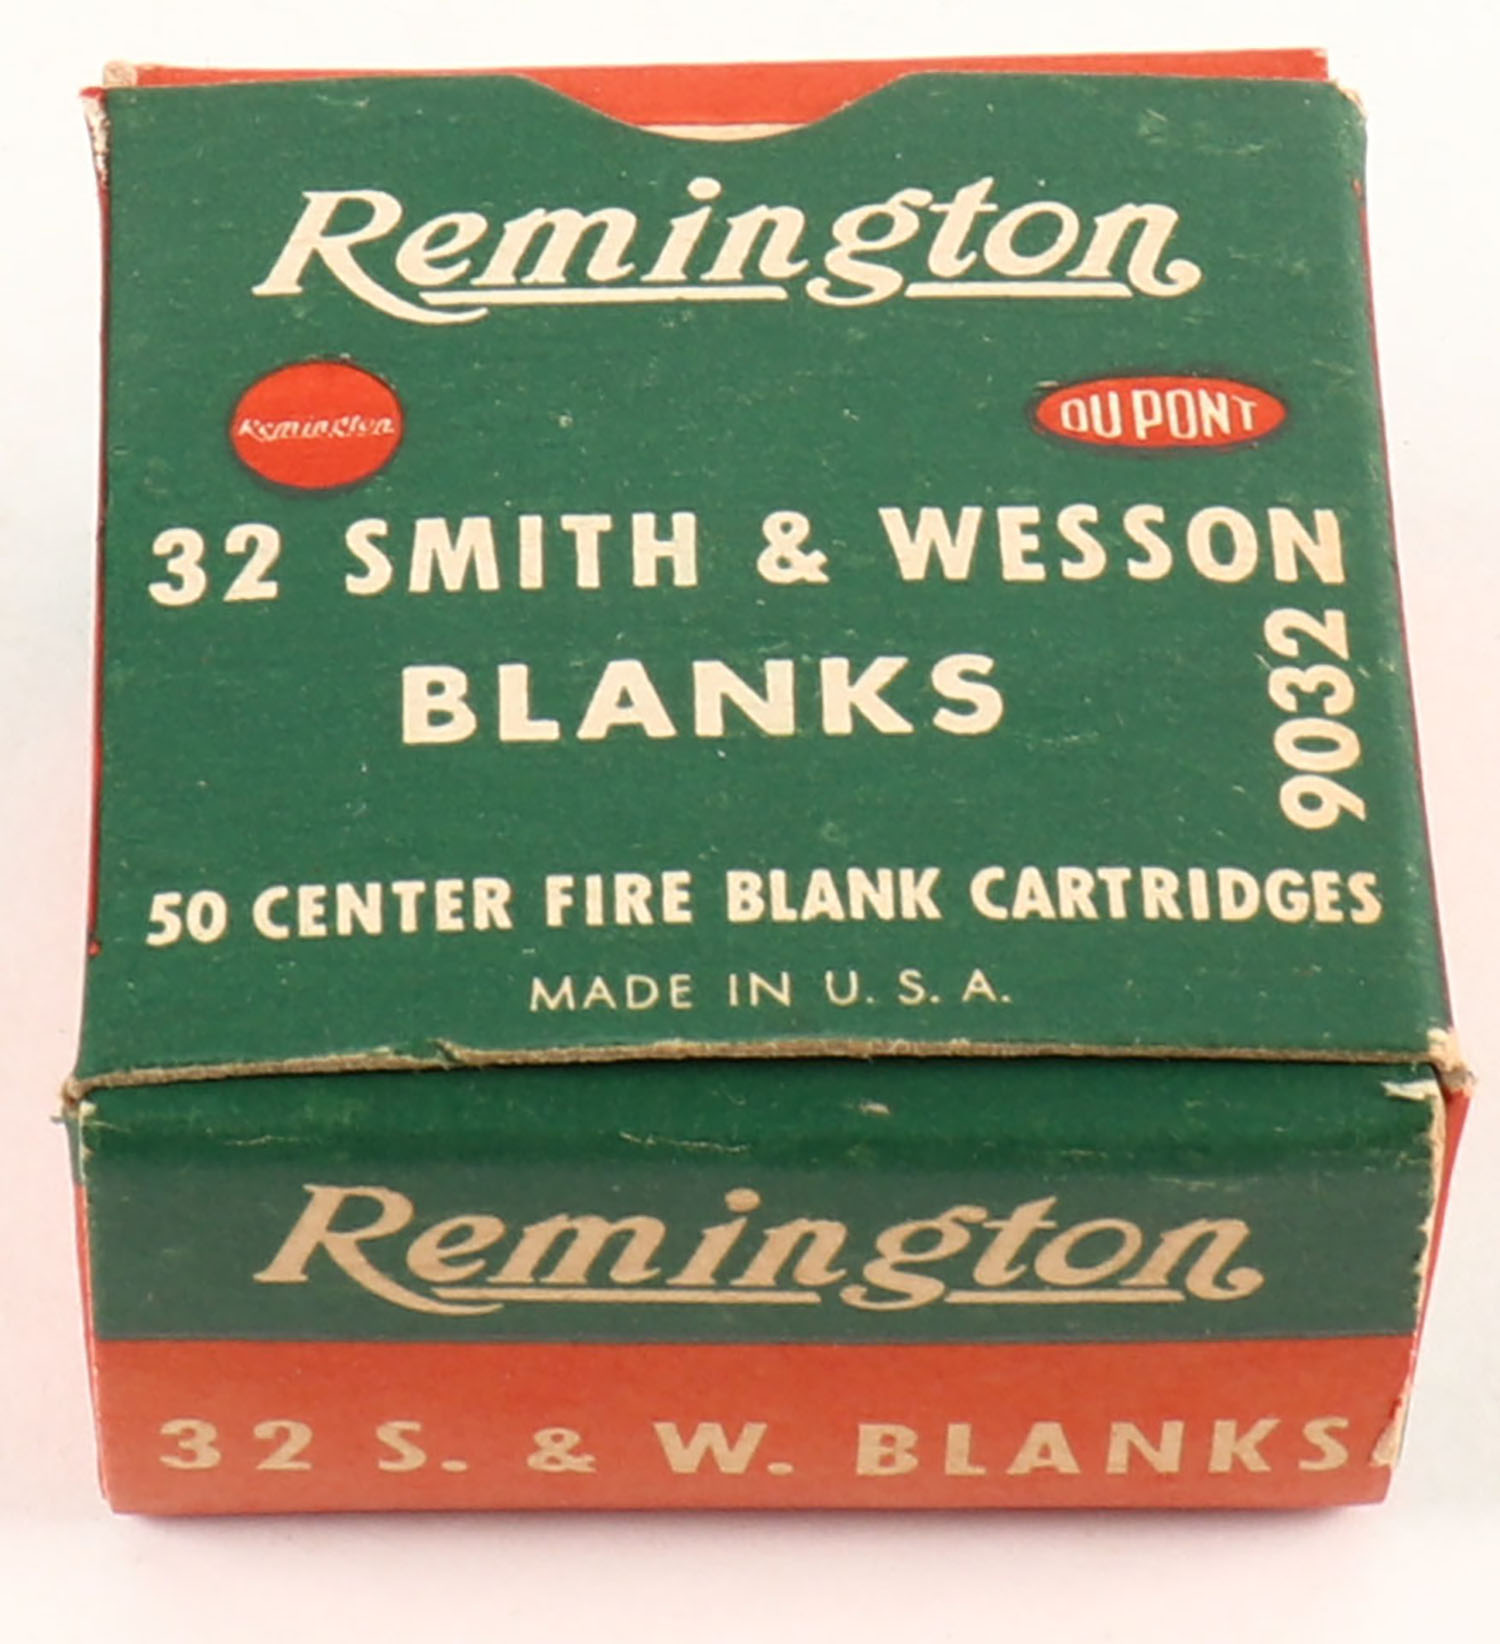 Remington
Remington
DU PONT
32 SMITH & WESSON
BLANKS
9032
50 CENTER FIRE BLANK CARTRIDGES
MADE IN U. S. A.
Remington
32 S. & W. BLANKS